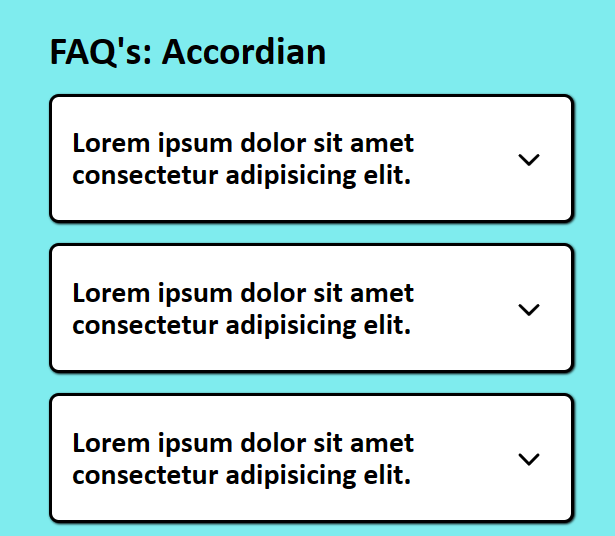 FAQ's: Accordian
Lorem ipsum dolor sit amet
consectetur adipisicing elit.
Lorem ipsum dolor sit amet
consectetur adipisicing elit.
Lorem ipsum dolor sit amet
consectetur adipisicing elit.